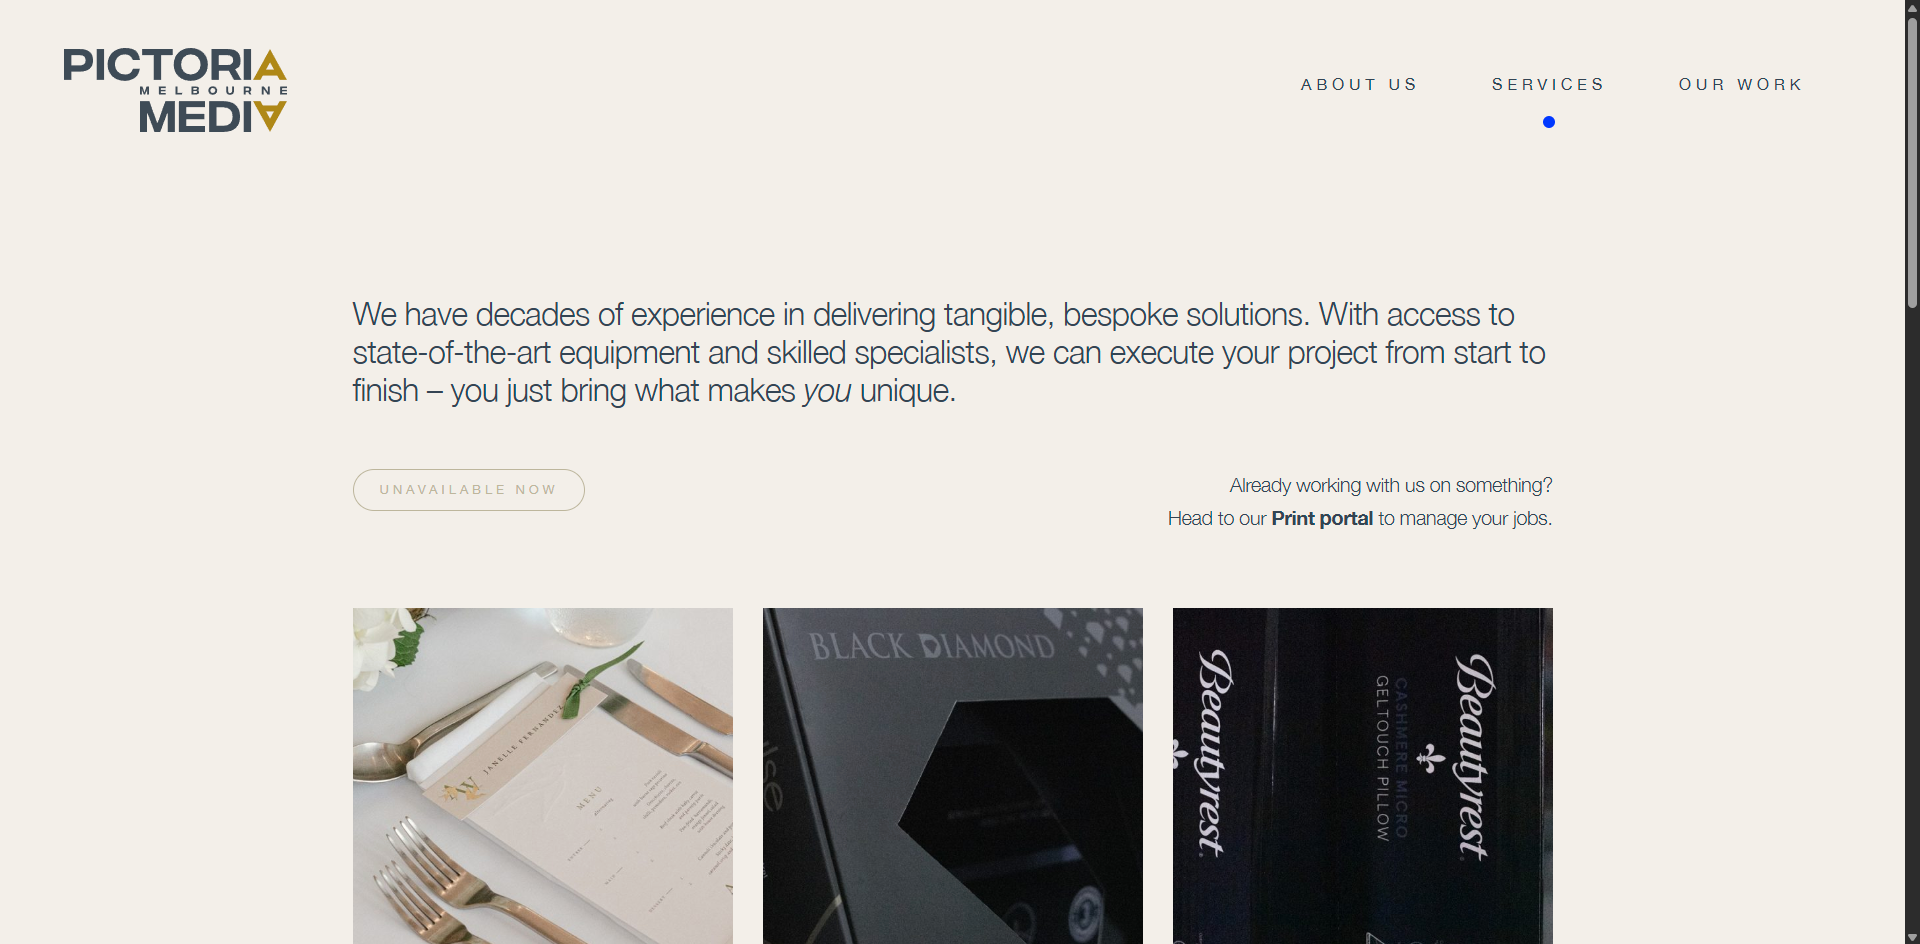 PICTORIA
MELBOURNE
MEDIA
ABOUT US
SERVICES
OUR WORK
We have decades of experience in delivering tangible, bespoke solutions. With access to
state-of-the-art equipment and skilled specialists, we can execute your project from start to
finish – you just bring what makes you unique.
UNAVAILABLE NOW
Already working with us on something?
Head to our Print portal to manage your jobs.
JANELLE FERNANDEZ
MENU
BLACK DIAMOND
Beautyrest
GELTOUCH PILLOW
CASHMERE MICRO
Beautyrest